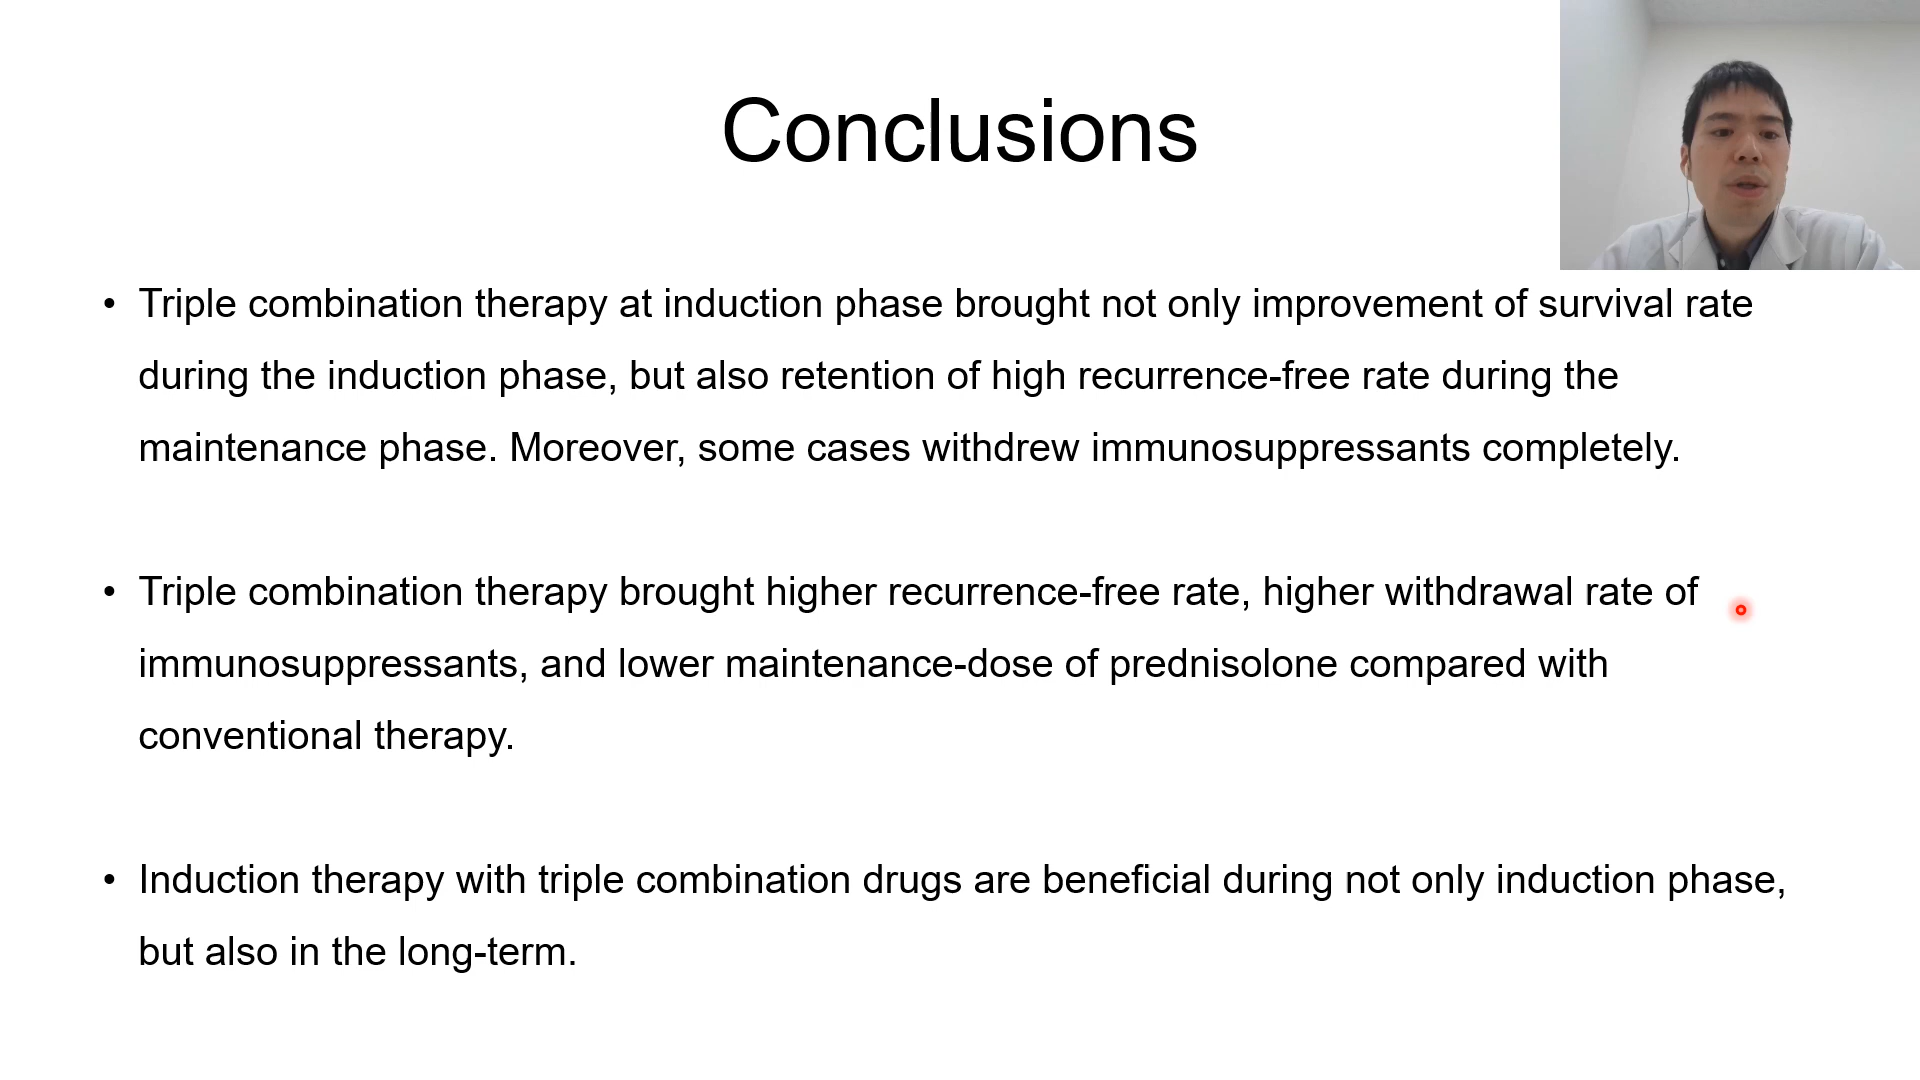 Conclusions
• Triple combination therapy at induction phase brought not only improvement of survival rate
during the induction phase, but also retention of high recurrence-free rate during the
maintenance phase. Moreover, some cases withdrew immunosuppressants completely.
• Triple combination therapy brought higher recurrence-free rate, higher withdrawal rate of
immunosuppressants, and lower maintenance-dose of prednisolone compared with
conventional therapy.
• Induction therapy with triple combination drugs are beneficial during not only induction phase,
but also in the long-term.